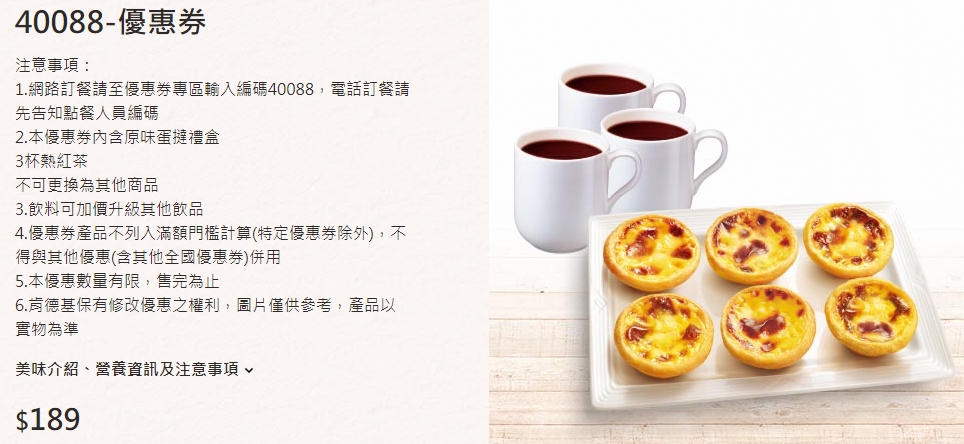 40088-優惠券
注意事項：
1.網路訂餐請至優惠券專區輸入編碼40088，電話訂餐請
先告知點餐人員編碼
2.本優惠券內含原味蛋撻禮盒
3杯熱紅茶
不可更換為其他商品
3.飲料可加價升級其他飲品
4.優惠券產品不列入滿額門檻計算(特定優惠券除外)，不
得與其他優惠(含其他全國優惠券)併用
5.本優惠數量有限，售完為止
6.肯德基保有修改優惠之權利，圖片僅供參考，產品以
實物為準
美味介紹、營養資訊及注意事項
$189